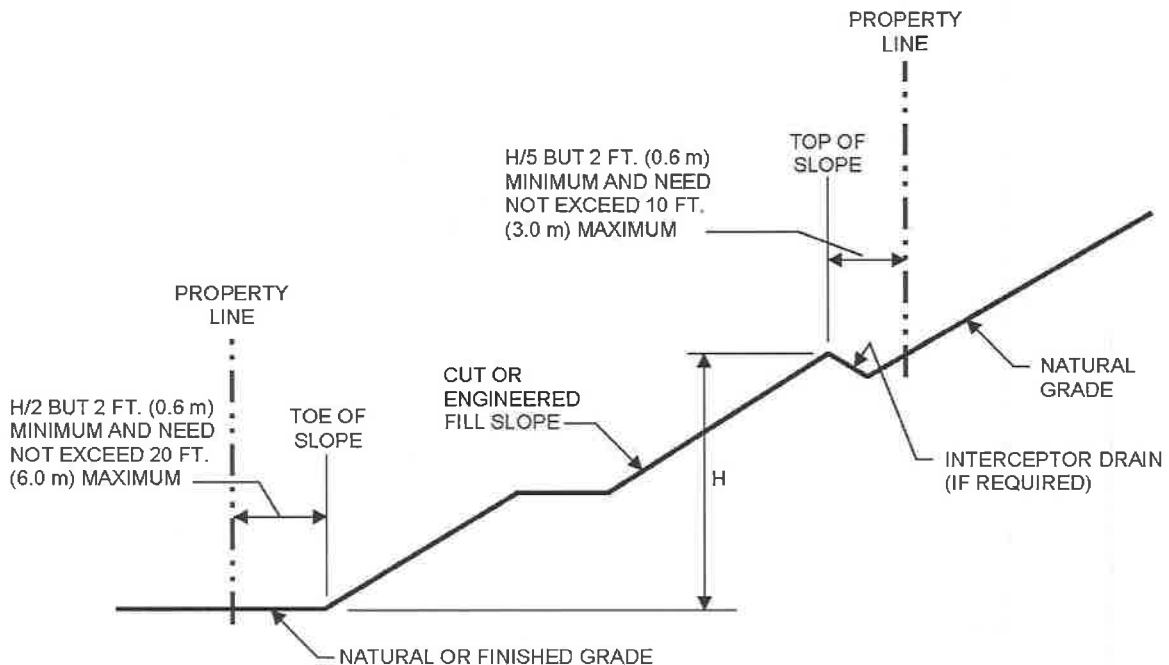 PROPERTY
LINE
H/5 BUT 2 FT. (0.6 m)
MINIMUM AND NEED
NOT EXCEED 10 FT.
(3.0 m) MAXIMUM
TOP OF
SLOPE
PROPERTY
LINE
H/2 BUT 2 FT. (0.6 m)
MINIMUM AND NEED
NOT EXCEED 20 FT.
(6.0 m) MAXIMUM
TOE OF
SLOPE
CUT OR
ENGINEERED
FILL SLOPE
H
NATURAL
GRADE
INTERCEPTOR DRAIN
(IF REQUIRED)
NATURAL OR FINISHED GRADE